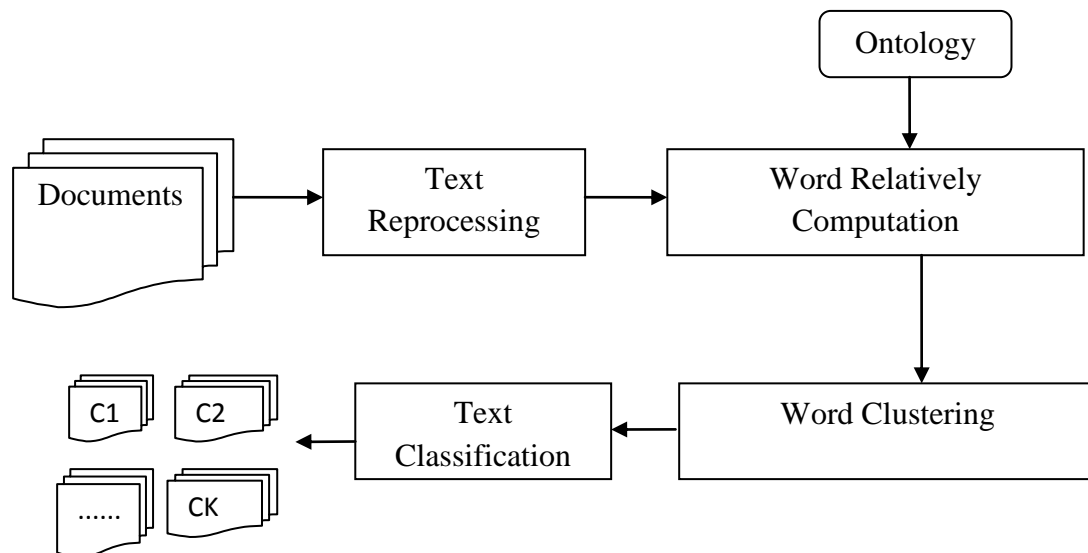 Ontology
Documents
Text
Reprocessing
Word Relatively
Computation
Word Clustering
Text
Classification
C1
C2
......
CK